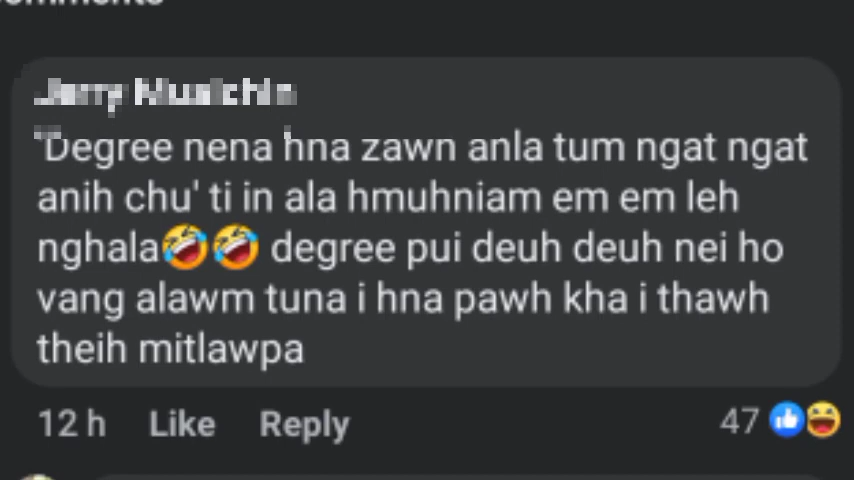 'Degree nena hna zawn anla tum ngat ngat
anih chu' ti in ala hmuhniam em em leh
nghala🤣🤣 degree pui deuh deuh nei ho
vang alawm tuna i hna pawh kha i thawh
theih mitlawpa
12 h Like Reply 47